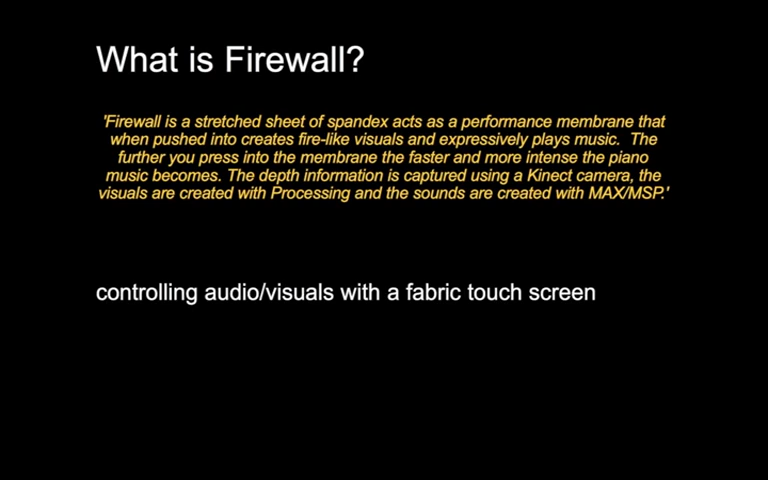 What is Firewall?
'Firewall is a stretched sheet of spandex acts as a performance membrane that
when pushed into creates fire-like visuals and expressively plays music.  The
further you press into the membrane the faster and more intense the piano
music becomes. The depth information is captured using a Kinect camera, the
visuals are created with Processing and the sounds are created with MAX/MSP.'
controlling audio/visuals with a fabric touch screen